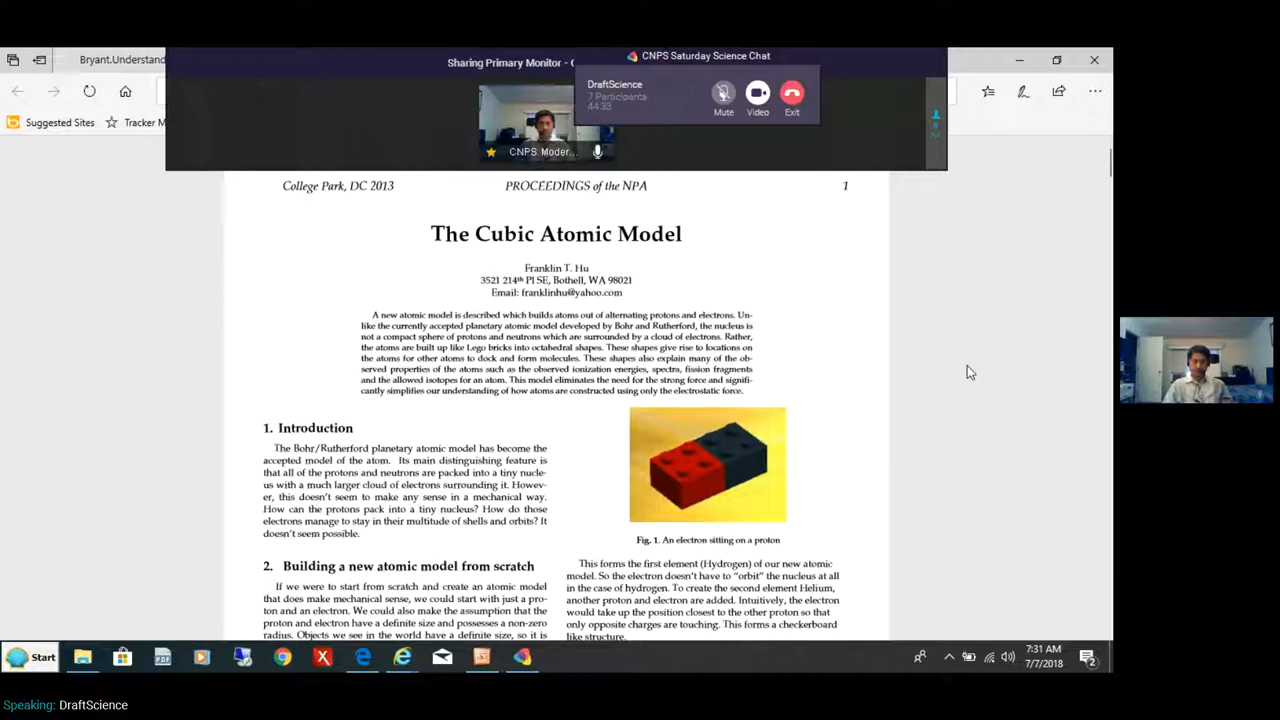 CNPS Saturday Science Chat
Bryant.Understand
Sharing Primary Monitor - C
DraftScience
7 Participants
44:33
Mute Video Exit
CNPS Moder...
Suggested Sites
Tracker M
College Park, DC 2013 PROCEEDINGS of the NPA 1
The Cubic Atomic Model
Franklin T. Hu
3521 214th Pl SE, Bothell, WA 98021
Email: franklinhu@yahoo.com
A new atomic model is described which builds atoms out of alternating protons and electrons. Un-
like the currently accepted planetary atomic model developed by Bohr and Rutherford, the nucleus is
not a compact sphere of protons and neutrons which are surrounded by a cloud of electrons. Rather,
the atoms are built up like Lego bricks into octahedral shapes. These shapes give rise to locations on
the atoms for other atoms to dock and form molecules. These shapes also explain many of the ob-
served properties of the atoms such as the observed ionization energies, spectra, fission fragments
and the allowed isotopes for an atom. This model eliminates the need for the strong force and signifi-
cantly simplifies our understanding of how atoms are constructed using only the electrostatic force.
1. Introduction
The Bohr/Rutherford planetary atomic model has become the
accepted model of the atom. Its main distinguishing feature is
that all of the protons and neutrons are packed into a tiny nucle-
us with a much larger cloud of electrons surrounding it. Howev-
er, this doesn't seem to make any sense in a mechanical way.
How can the protons pack into a tiny nucleus? How do those
electrons manage to stay in their multitude of shells and orbits? It
doesn't seem possible.
2. Building a new atomic model from scratch
If we were to start from scratch and create an atomic model
that does make mechanical sense, we could start with just a pro-
ton and an electron. We could also make the assumption that the
proton and electron have a definite size and possesses a non-zero
radius. Objects we see in the world have a definite size, so it is
Fig. 1. An electron sitting on a proton
This forms the first element (Hydrogen) of our new atomic
model. So the electron doesn't have to "orbit" the nucleus at all
in the case of hydrogen. To create the second element Helium,
another proton and electron are added. Intuitively, the electron
would take up the position closest to the other proton so that
only opposite charges are touching. This forms a checkerboard
like structure.
Start
7:31 AM
7/7/2018
2
Speaking: DraftScience